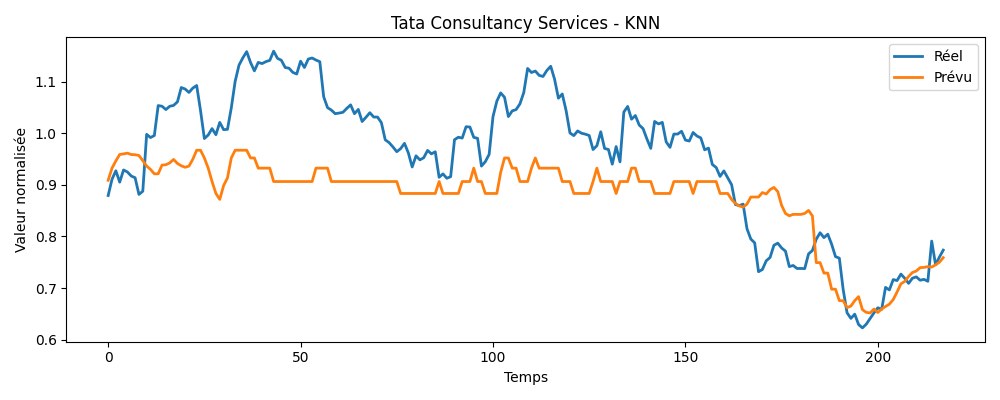 Tata Consultancy Services - KNN
Réel
Prévu
Valeur normalisée
1.1
1.0
0.9
0.8
0.7
0.6
0
50
100
150
200
Temps